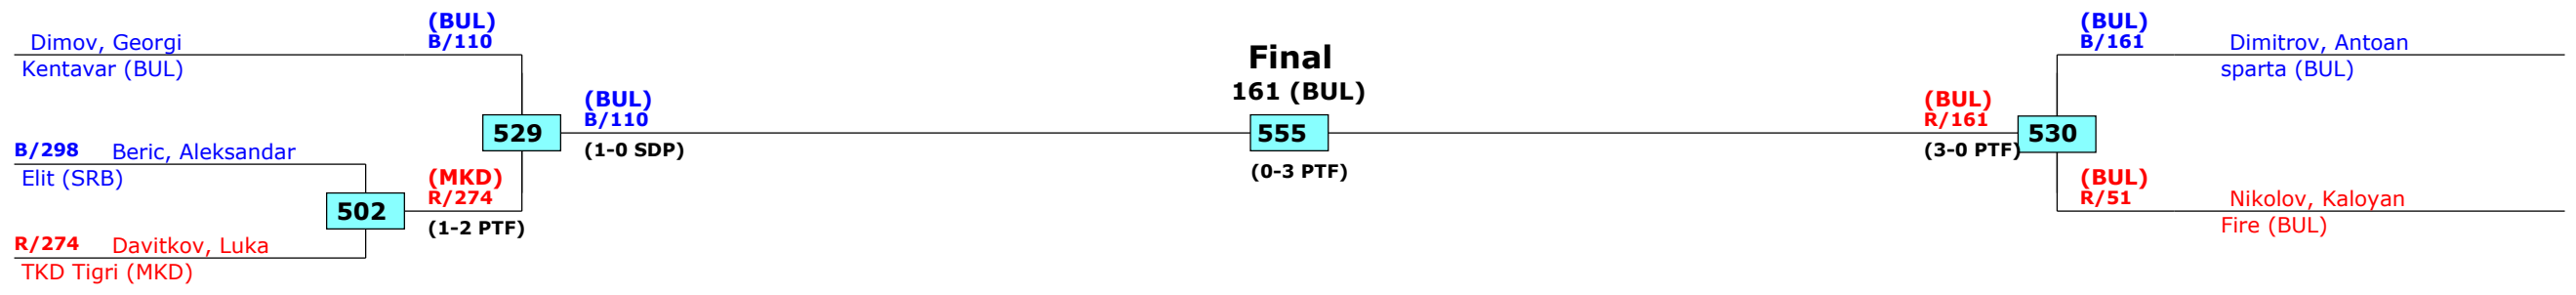 (BUL)
B/110
Dimov, Georgi
Kentavar (BUL)
(BUL)
B/110
529
(1-0 SDP)
B/298 Beric, Aleksandar
Elit (SRB)
(MKD)
R/274
502
(1-2 PTF)
R/274 Davitkov, Luka
TKD Tigri (MKD)
Final
161 (BUL)
555
(0-3 PTF)
(BUL)
B/161 Dimitrov, Antoan
sparta (BUL)
(BUL)
R/161
530
(3-0 PTF)
(BUL)
R/51 Nikolov, Kaloyan
Fire (BUL)